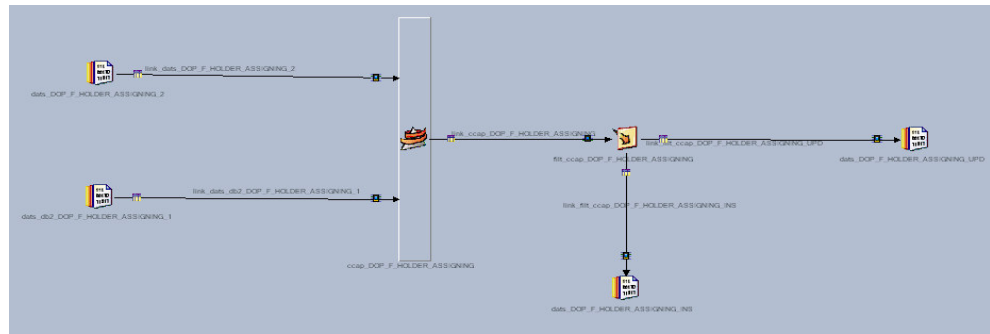 link_dats_DOP_F_HOLDER_ASSIGNING_2
dats_DOP_F_HOLDER_ASSIGNING_2
link_ccap_DOP_F_HOLDER_ASSIGNING
link_filt_ccap_DOP_F_HOLDER_ASSIGNING_UPD
filt_ccap_DOP_F_HOLDER_ASSIGNING
dats_DOP_F_HOLDER_ASSIGNING_UPD
link_dats_db2_DOP_F_HOLDER_ASSIGNING_1
dats_db2_DOP_F_HOLDER_ASSIGNING_1
link_filt_ccap_DOP_F_HOLDER_ASSIGNING_INS
ccap_DOP_F_HOLDER_ASSIGNING
dats_DOP_F_HOLDER_ASSIGNING_INS